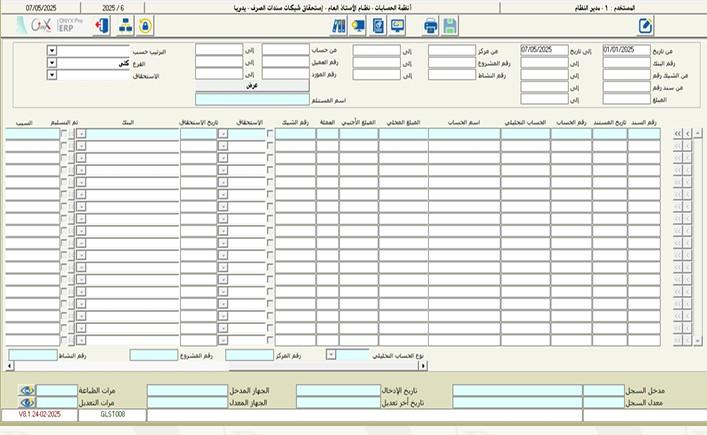 المستخدم : 1 - مدير النظام
أنظمة الحسابات - نظام الأستاذ العام - إستحقاق شيكات سندات الصرف - يدويا
2025 / 6
07/05/2025
ONYX Pro
ERP
من تاريخ 01/01/2025 إلى تاريخ 07/05/2025 من مركز إلى من حساب إلى الترتيب حسب
رقم البنك إلى رقم المشروع إلى رقم العميل إلى الفرع كلي
من الشيك رقم إلى رقم النشاط إلى رقم المورد إلى الاستحقاق
من سند رقم إلى عرض
المبلغ إلى اسم المستلم
رقم السند تاريخ المستند رقم الحساب الحساب التحليلي اسم الحساب المبلغ المحلي المبلغ الأجنبي العملة رقم الشيك الاستحقاق تاريخ الاستحقاق البنك تم التسليم السبب
نوع الحساب التحليلي رقم المركز رقم المشروع رقم النشاط
مدخل السجل تاريخ الإدخال الجهاز المدخل مرات الطباعة
معدل السجل تاريخ آخر تعديل الجهاز المعدل مرات التعديل
GLST008 V8.1.24-02-2025